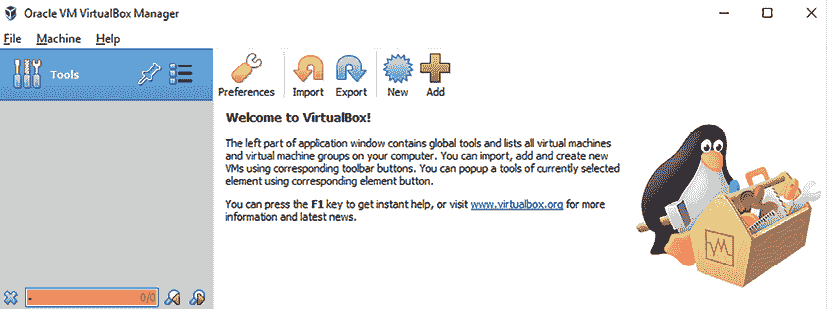 Oracle VM VirtualBox Manager
File Machine Help
Tools
Preferences Import Export New Add
Welcome to VirtualBox!
The left part of application window contains global tools and lists all virtual machines
and virtual machine groups on your computer. You can import, add and create new
VMs using corresponding toolbar buttons. You can popup a tools of currently selected
element using corresponding element button.
You can press the F1 key to get instant help, or visit www.virtualbox.org for more
information and latest news.
0/0